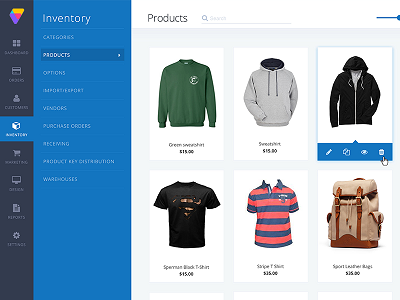 Inventory
Products
Search
DASHBOARD
ORDERS
CUSTOMERS
INVENTORY
MARKETING
DESIGN
REPORTS
SETTINGS
CATEGORIES
PRODUCTS
OPTIONS
IMPORT/EXPORT
VENDORS
PURCHASE ORDERS
RECEIVING
PRODUCT KEY DISTRIBUTION
WAREHOUSES
Green sweatshirt
$15.00
Sweatshirt
$15.00
Sperman Black T-Shirt
$15.00
Stripe T Shirt
$35.00
Sport Leather Bags
$35.00